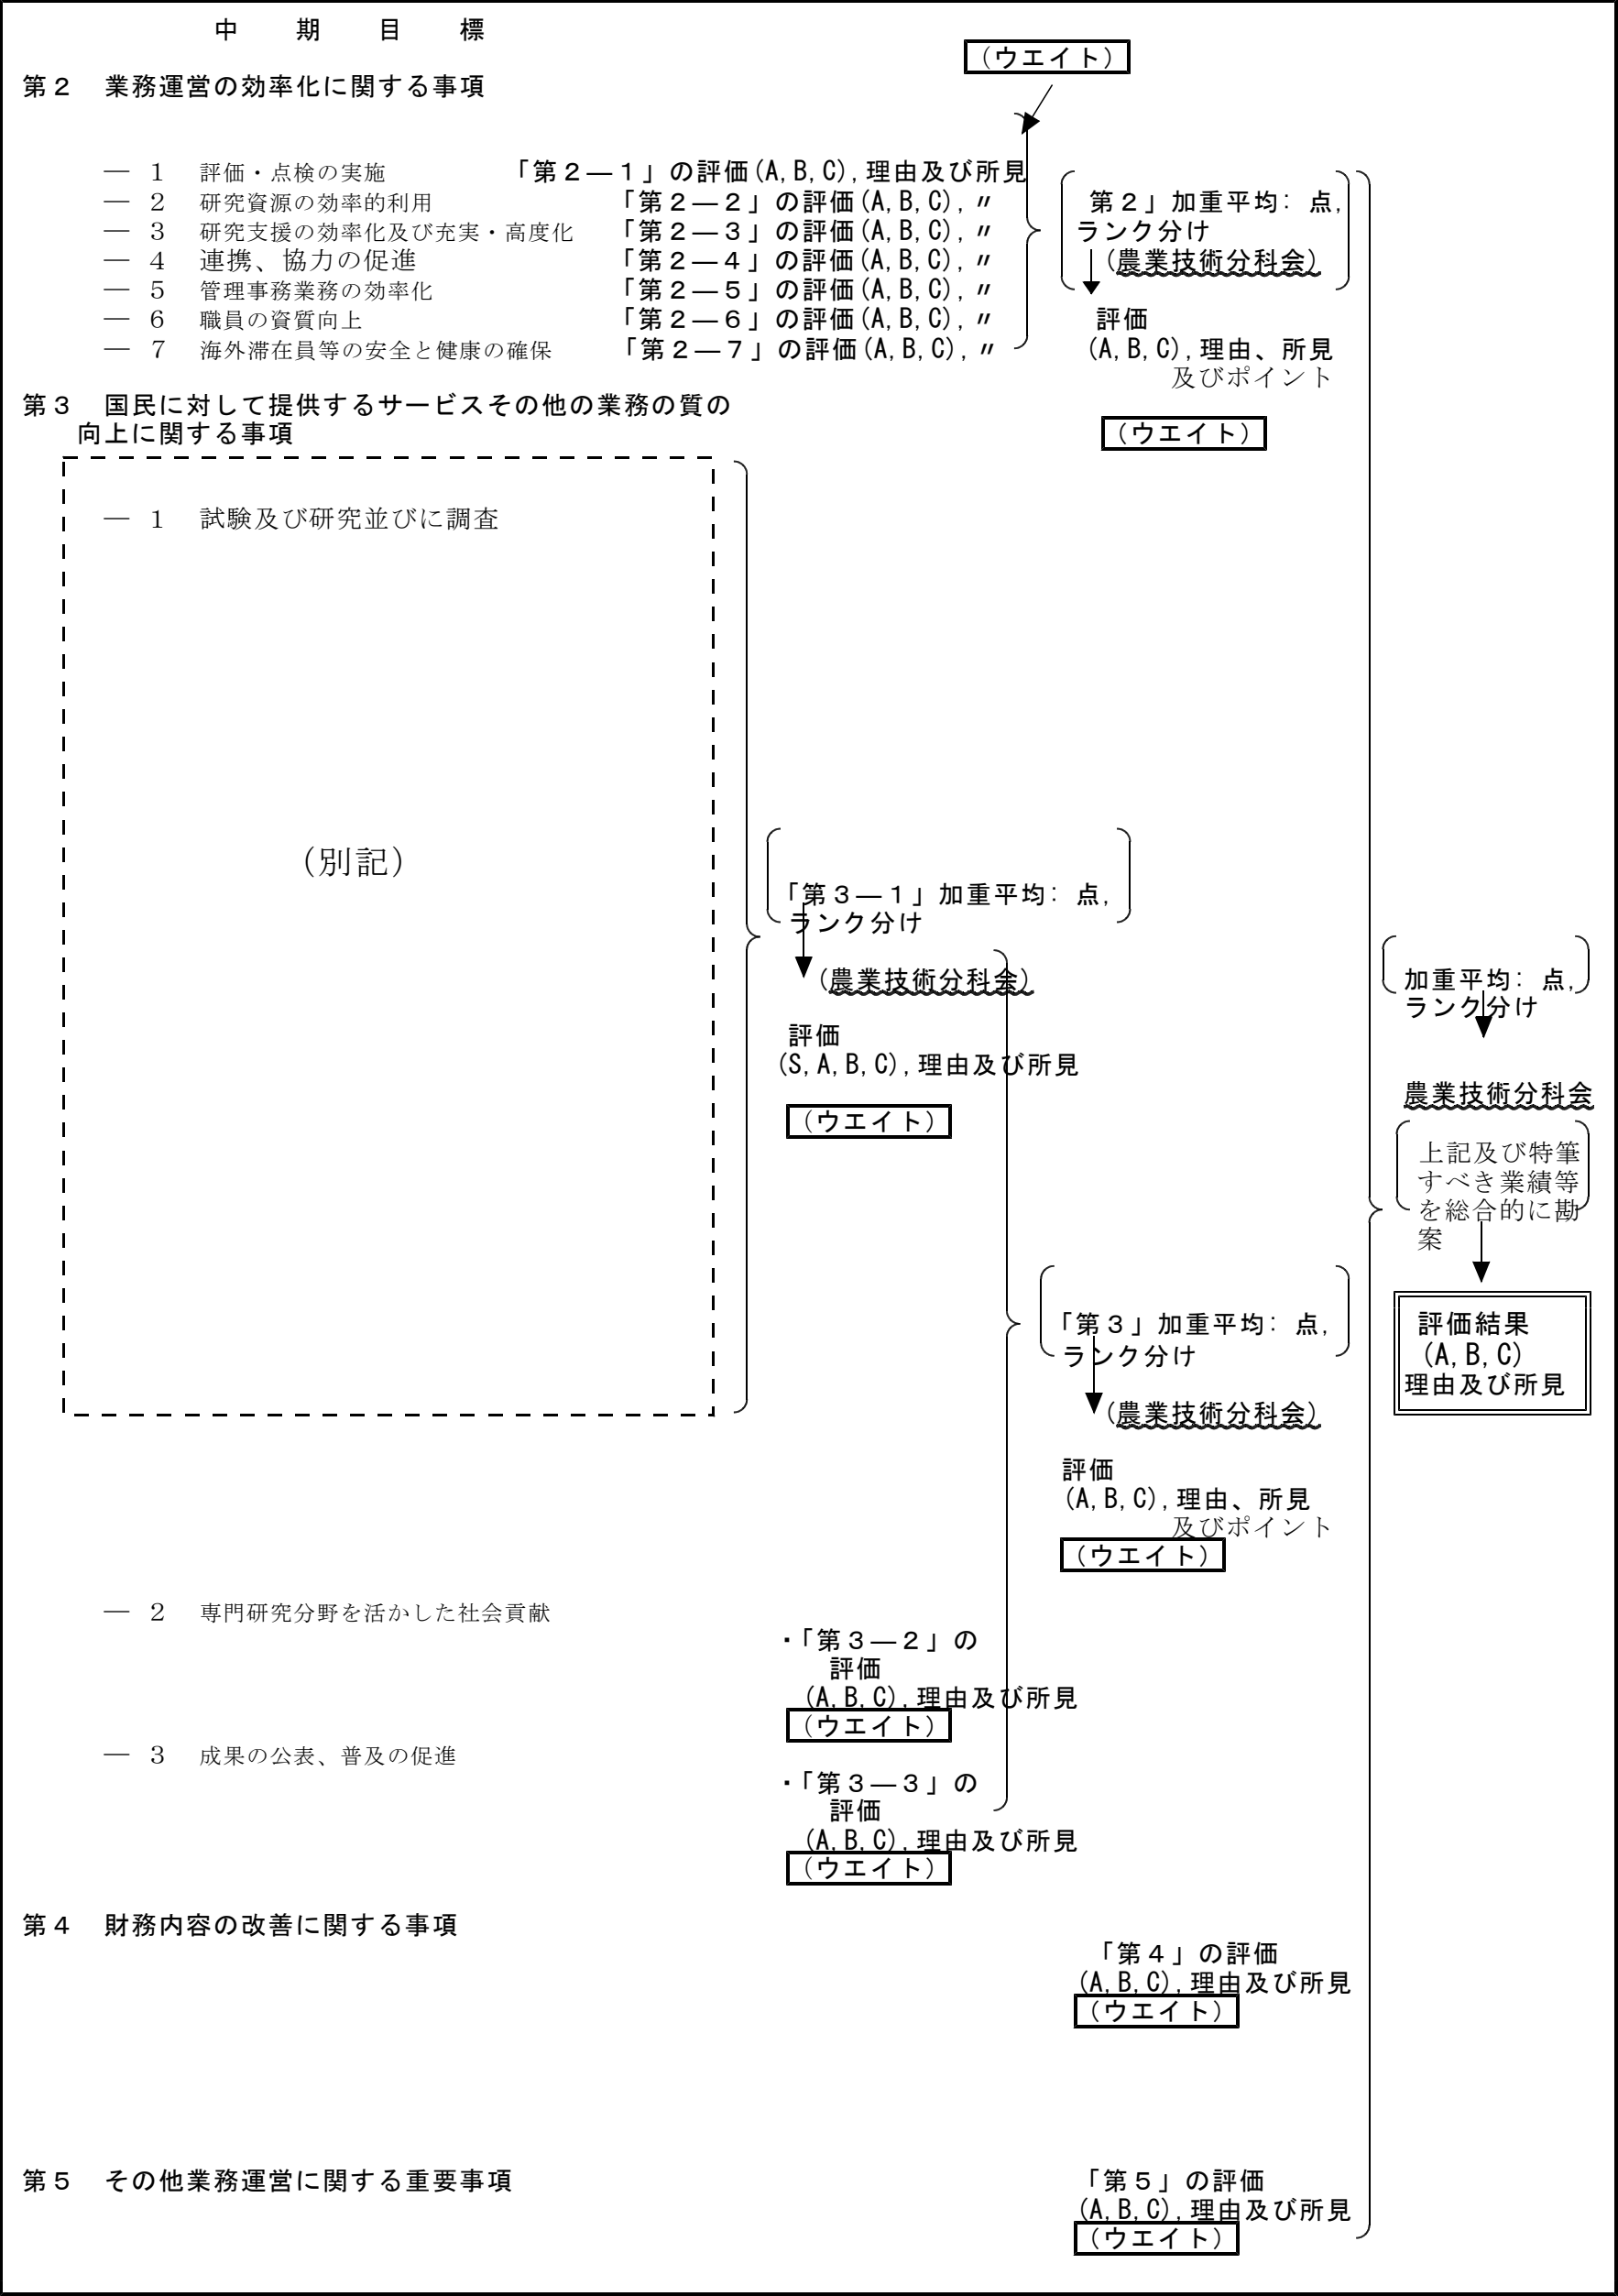 中　期　目　標
（ウエイト）
第２　業務運営の効率化に関する事項
― 1　評価・点検の実施　「第２―１」の評価(A,B,C),理由及び所見
― 2　研究資源の効率的利用　「第２―２」の評価(A,B,C),〃
― 3　研究支援の効率化及び充実・高度化　「第２―３」の評価(A,B,C),〃
― 4　連携、協力の促進　「第２―４」の評価(A,B,C),〃
― 5　管理事務業務の効率化　「第２―５」の評価(A,B,C),〃
― 6　職員の資質向上　「第２―６」の評価(A,B,C),〃
― 7　海外滞在員等の安全と健康の確保　「第２―７」の評価(A,B,C),〃
第２」加重平均：点,
ランク分け
（農業技術分科会）
評価
(A,B,C),理由、所見
及びポイント
（ウエイト）
第３　国民に対して提供するサービスその他の業務の質の
向上に関する事項
― 1　試験及び研究並びに調査
（別記）
「第３―１」加重平均：点,
ランク分け
（農業技術分科会）
評価
(S,A,B,C),理由及び所見
（ウエイト）
「第３」加重平均：点,
ランク分け
（農業技術分科会）
評価
(A,B,C),理由、所見
及びポイント
（ウエイト）
― 2　専門研究分野を活かした社会貢献
・「第３―２」の
評価
(A,B,C),理由及び所見
（ウエイト）
― 3　成果の公表、普及の促進
・「第３―３」の
評価
(A,B,C),理由及び所見
（ウエイト）
第４　財務内容の改善に関する事項
「第４」の評価
(A,B,C),理由及び所見
（ウエイト）
第５　その他業務運営に関する重要事項
「第５」の評価
(A,B,C),理由及び所見
（ウエイト）
加重平均：点,
ランク分け
農業技術分科会
上記及び特筆
すべき業績等
を総合的に勘
案
評価結果
(A,B,C)
理由及び所見